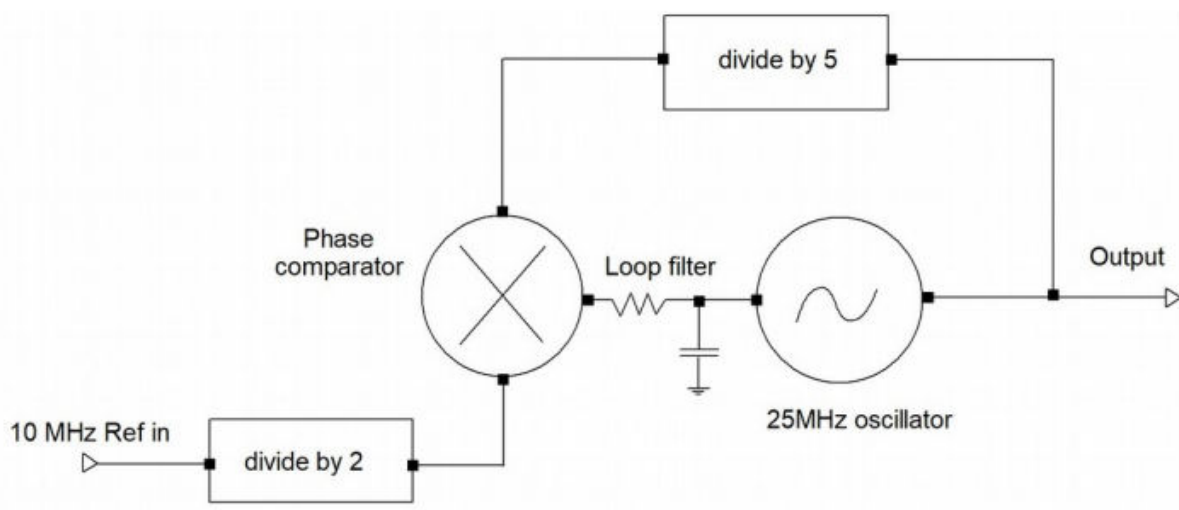 divide by 5
Phase
comparator
Loop filter
Output
25MHz oscillator
10 MHz Ref in
divide by 2